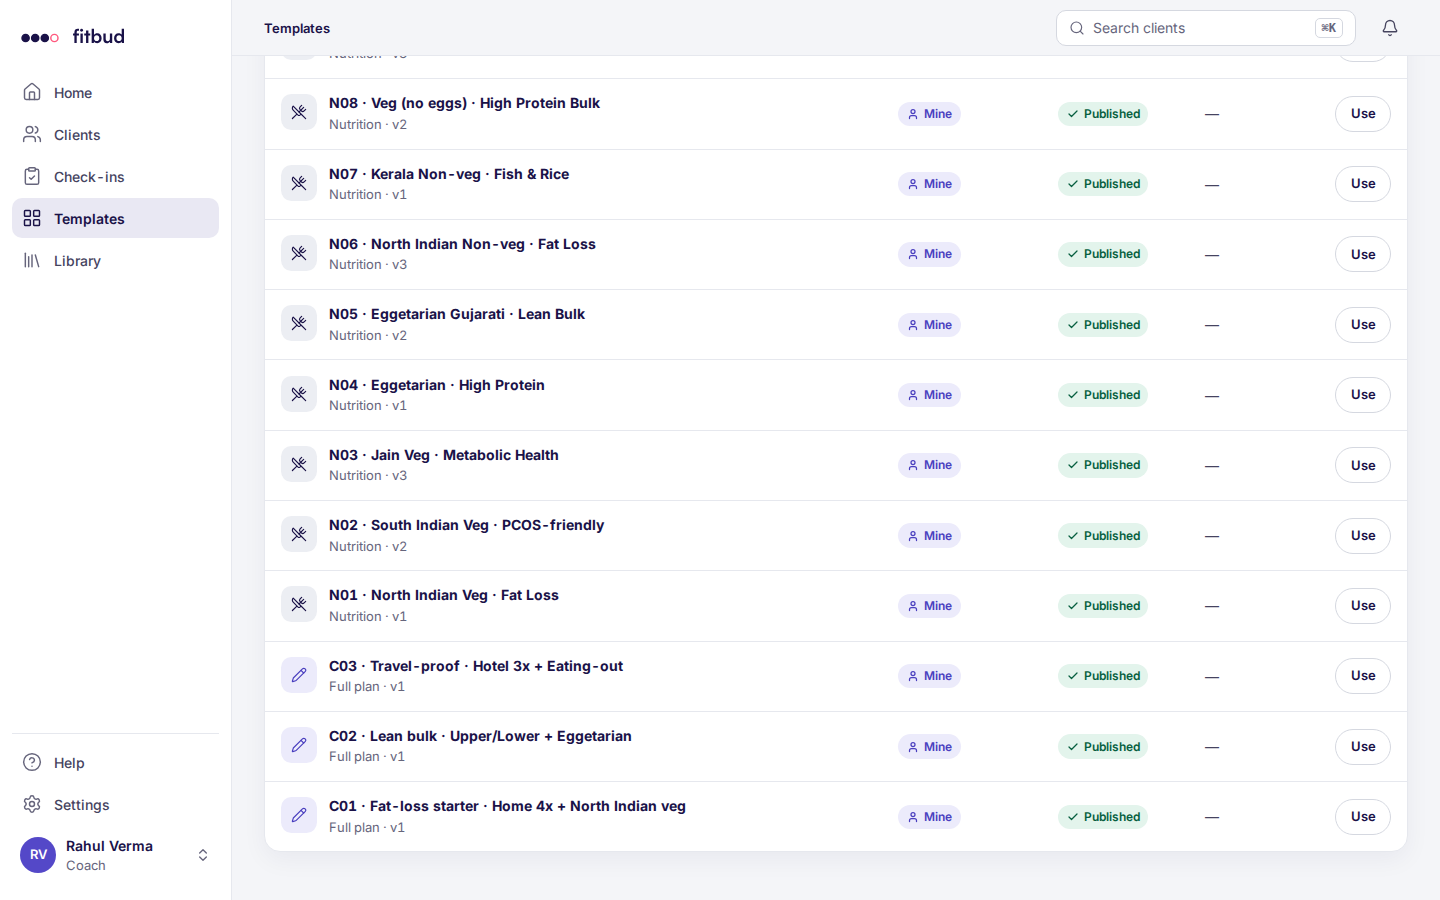 fitbud
Templates
Search clients
⌘K
Home
Clients
Check-ins
Templates
Library
Help
Settings
RV
Rahul Verma
Coach
N08 · Veg (no eggs) · High Protein Bulk
Nutrition · v2
Mine
Published
—
Use
N07 · Kerala Non-veg · Fish & Rice
Nutrition · v1
Mine
Published
—
Use
N06 · North Indian Non-veg · Fat Loss
Nutrition · v3
Mine
Published
—
Use
N05 · Eggetarian Gujarati · Lean Bulk
Nutrition · v2
Mine
Published
—
Use
N04 · Eggetarian · High Protein
Nutrition · v1
Mine
Published
—
Use
N03 · Jain Veg · Metabolic Health
Nutrition · v3
Mine
Published
—
Use
N02 · South Indian Veg · PCOS-friendly
Nutrition · v2
Mine
Published
—
Use
N01 · North Indian Veg · Fat Loss
Nutrition · v1
Mine
Published
—
Use
C03 · Travel-proof · Hotel 3x + Eating-out
Full plan · v1
Mine
Published
—
Use
C02 · Lean bulk · Upper/Lower + Eggetarian
Full plan · v1
Mine
Published
—
Use
C01 · Fat-loss starter · Home 4x + North Indian veg
Full plan · v1
Mine
Published
—
Use